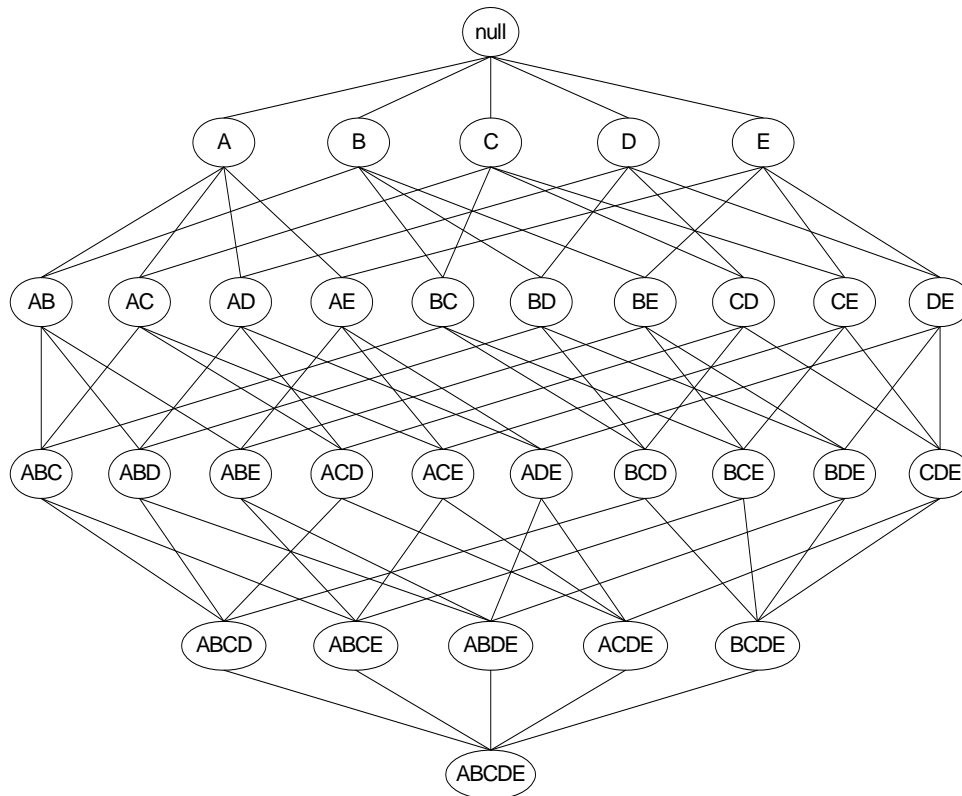 null
A B C D E
AB AC AD AE BC BD BE CD CE DE
ABC ABD ABE ACD ACE ADE BCD BCE BDE CDE
ABCD ABCE ABDE ACDE BCDE
ABCDE